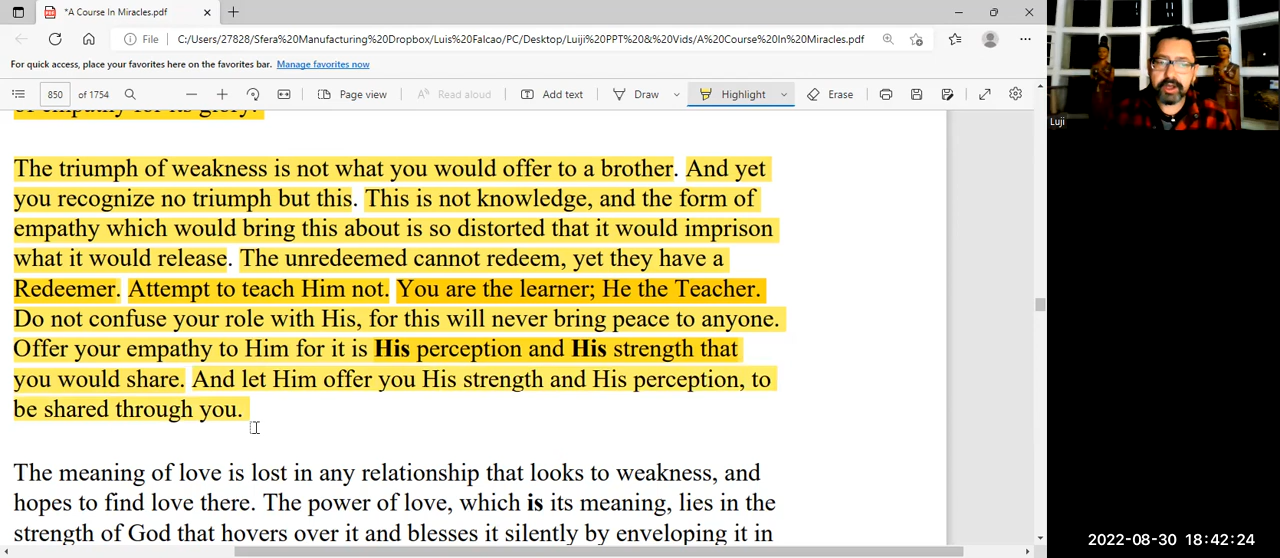 *A Course In Miracles.pdf
File
C:/Users/27828/Sfera%20Manufacturing%20Dropbox/Luis%20Falcao/PC/Desktop/Luiji%20PPT%20&%20Vids/A%20Course%20In%20Miracles.pdf
For quick access, place your favorites here on the favorites bar. Manage favorites now
850 of 1754 Page view Read aloud Add text Draw Highlight Erase
of empathy for its glory?
The triumph of weakness is not what you would offer to a brother. And yet
you recognize no triumph but this. This is not knowledge, and the form of
empathy which would bring this about is so distorted that it would imprison
what it would release. The unredeemed cannot redeem, yet they have a
Redeemer. Attempt to teach Him not. You are the learner; He the Teacher.
Do not confuse your role with His, for this will never bring peace to anyone.
Offer your empathy to Him for it is His perception and His strength that
you would share. And let Him offer you His strength and His perception, to
be shared through you.
The meaning of love is lost in any relationship that looks to weakness, and
hopes to find love there. The power of love, which is its meaning, lies in the
strength of God that hovers over it and blesses it silently by enveloping it in
Luji
2022-08-30 18:42:24